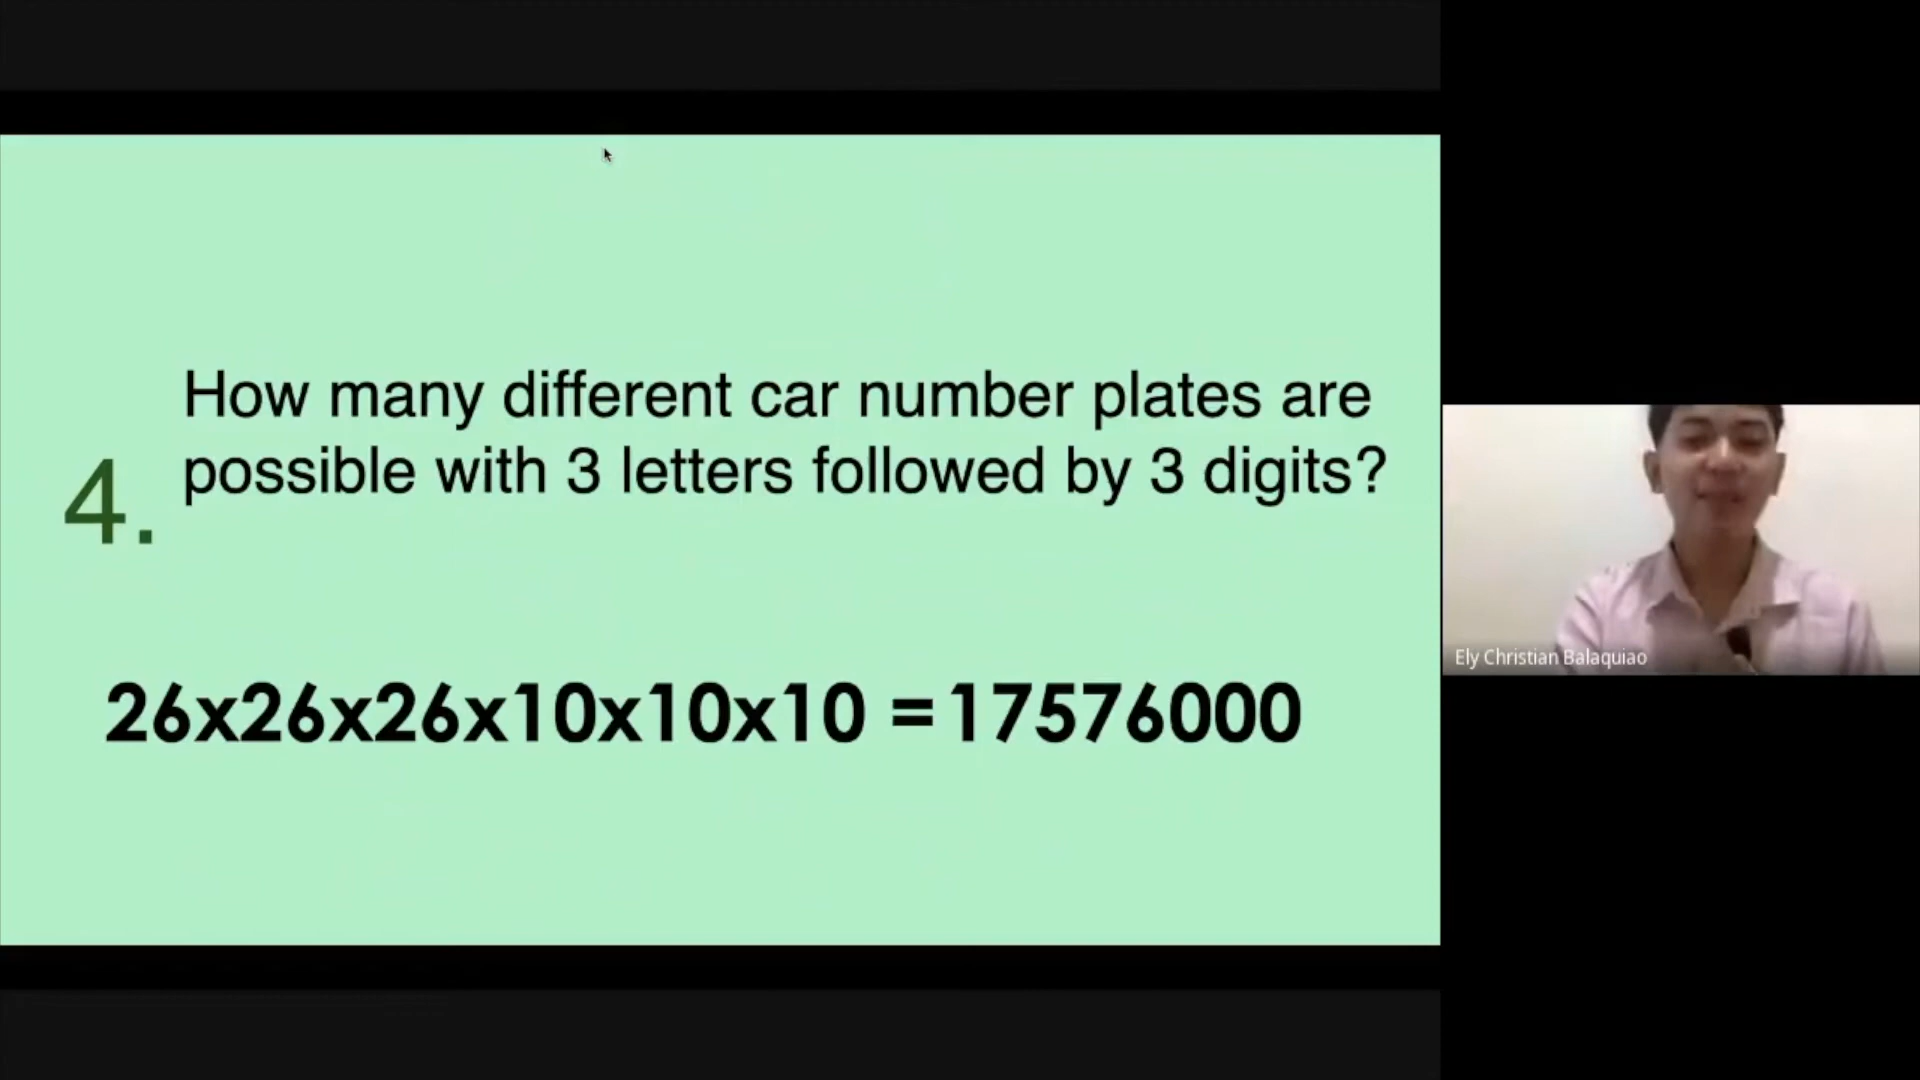 How many different car number plates are
possible with 3 letters followed by 3 digits?
4.
26x26x26x10x10x10 =17576000
Ely Christian Balaquiao